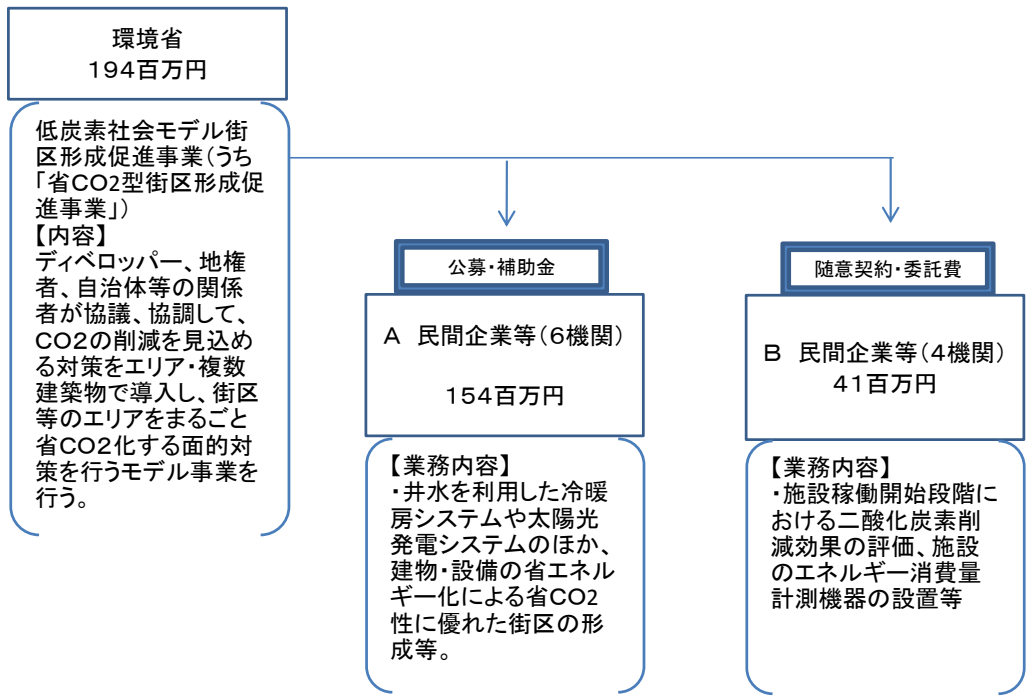 環境省
194百万円
低炭素社会モデル街
区形成促進事業(うち
「省CO2型街区形成促
進事業」)
【内容】
ディベロッパー、地権
者、自治体等の関係
者が協議、協調して、
CO2の削減を見込め
る対策をエリア・複数
建築物で導入し、街区
等のエリアをまるごと
省CO2化する面的対
策を行うモデル事業を
行う。
公募・補助金
A 民間企業等(6機関)
154百万円
【業務内容】
・井水を利用した冷暖
房システムや太陽光
発電システムのほか、
建物・設備の省エネル
ギー化による省CO2
性に優れた街区の形
成等。
随意契約・委託費
B 民間企業等(4機関)
41百万円
【業務内容】
・施設稼働開始段階に
おける二酸化炭素削
減効果の評価、施設
のエネルギー消費量
計測機器の設置等